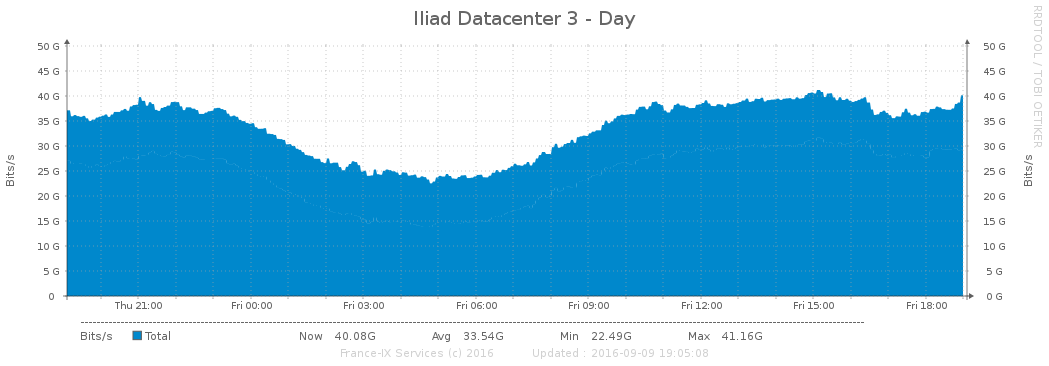 Iliad Datacenter 3 - Day
RRDTOOL / TOBI OETIKER
50 G 50 G
45 G 45 G
40 G 40 G
35 G 35 G
30 G 30 G
25 G 25 G
20 G 20 G
15 G 15 G
10 G 10 G
5 G 5 G
0 0 G
Bits/s
Bits/s
Thu 21:00 Fri 00:00 Fri 03:00 Fri 06:00 Fri 09:00 Fri 12:00 Fri 15:00 Fri 18:00
Bits/s Total Now 40.08G Avg 33.54G Min 22.49G Max 41.16G
France-IX Services (c) 2016 Updated : 2016-09-09 19:05:08